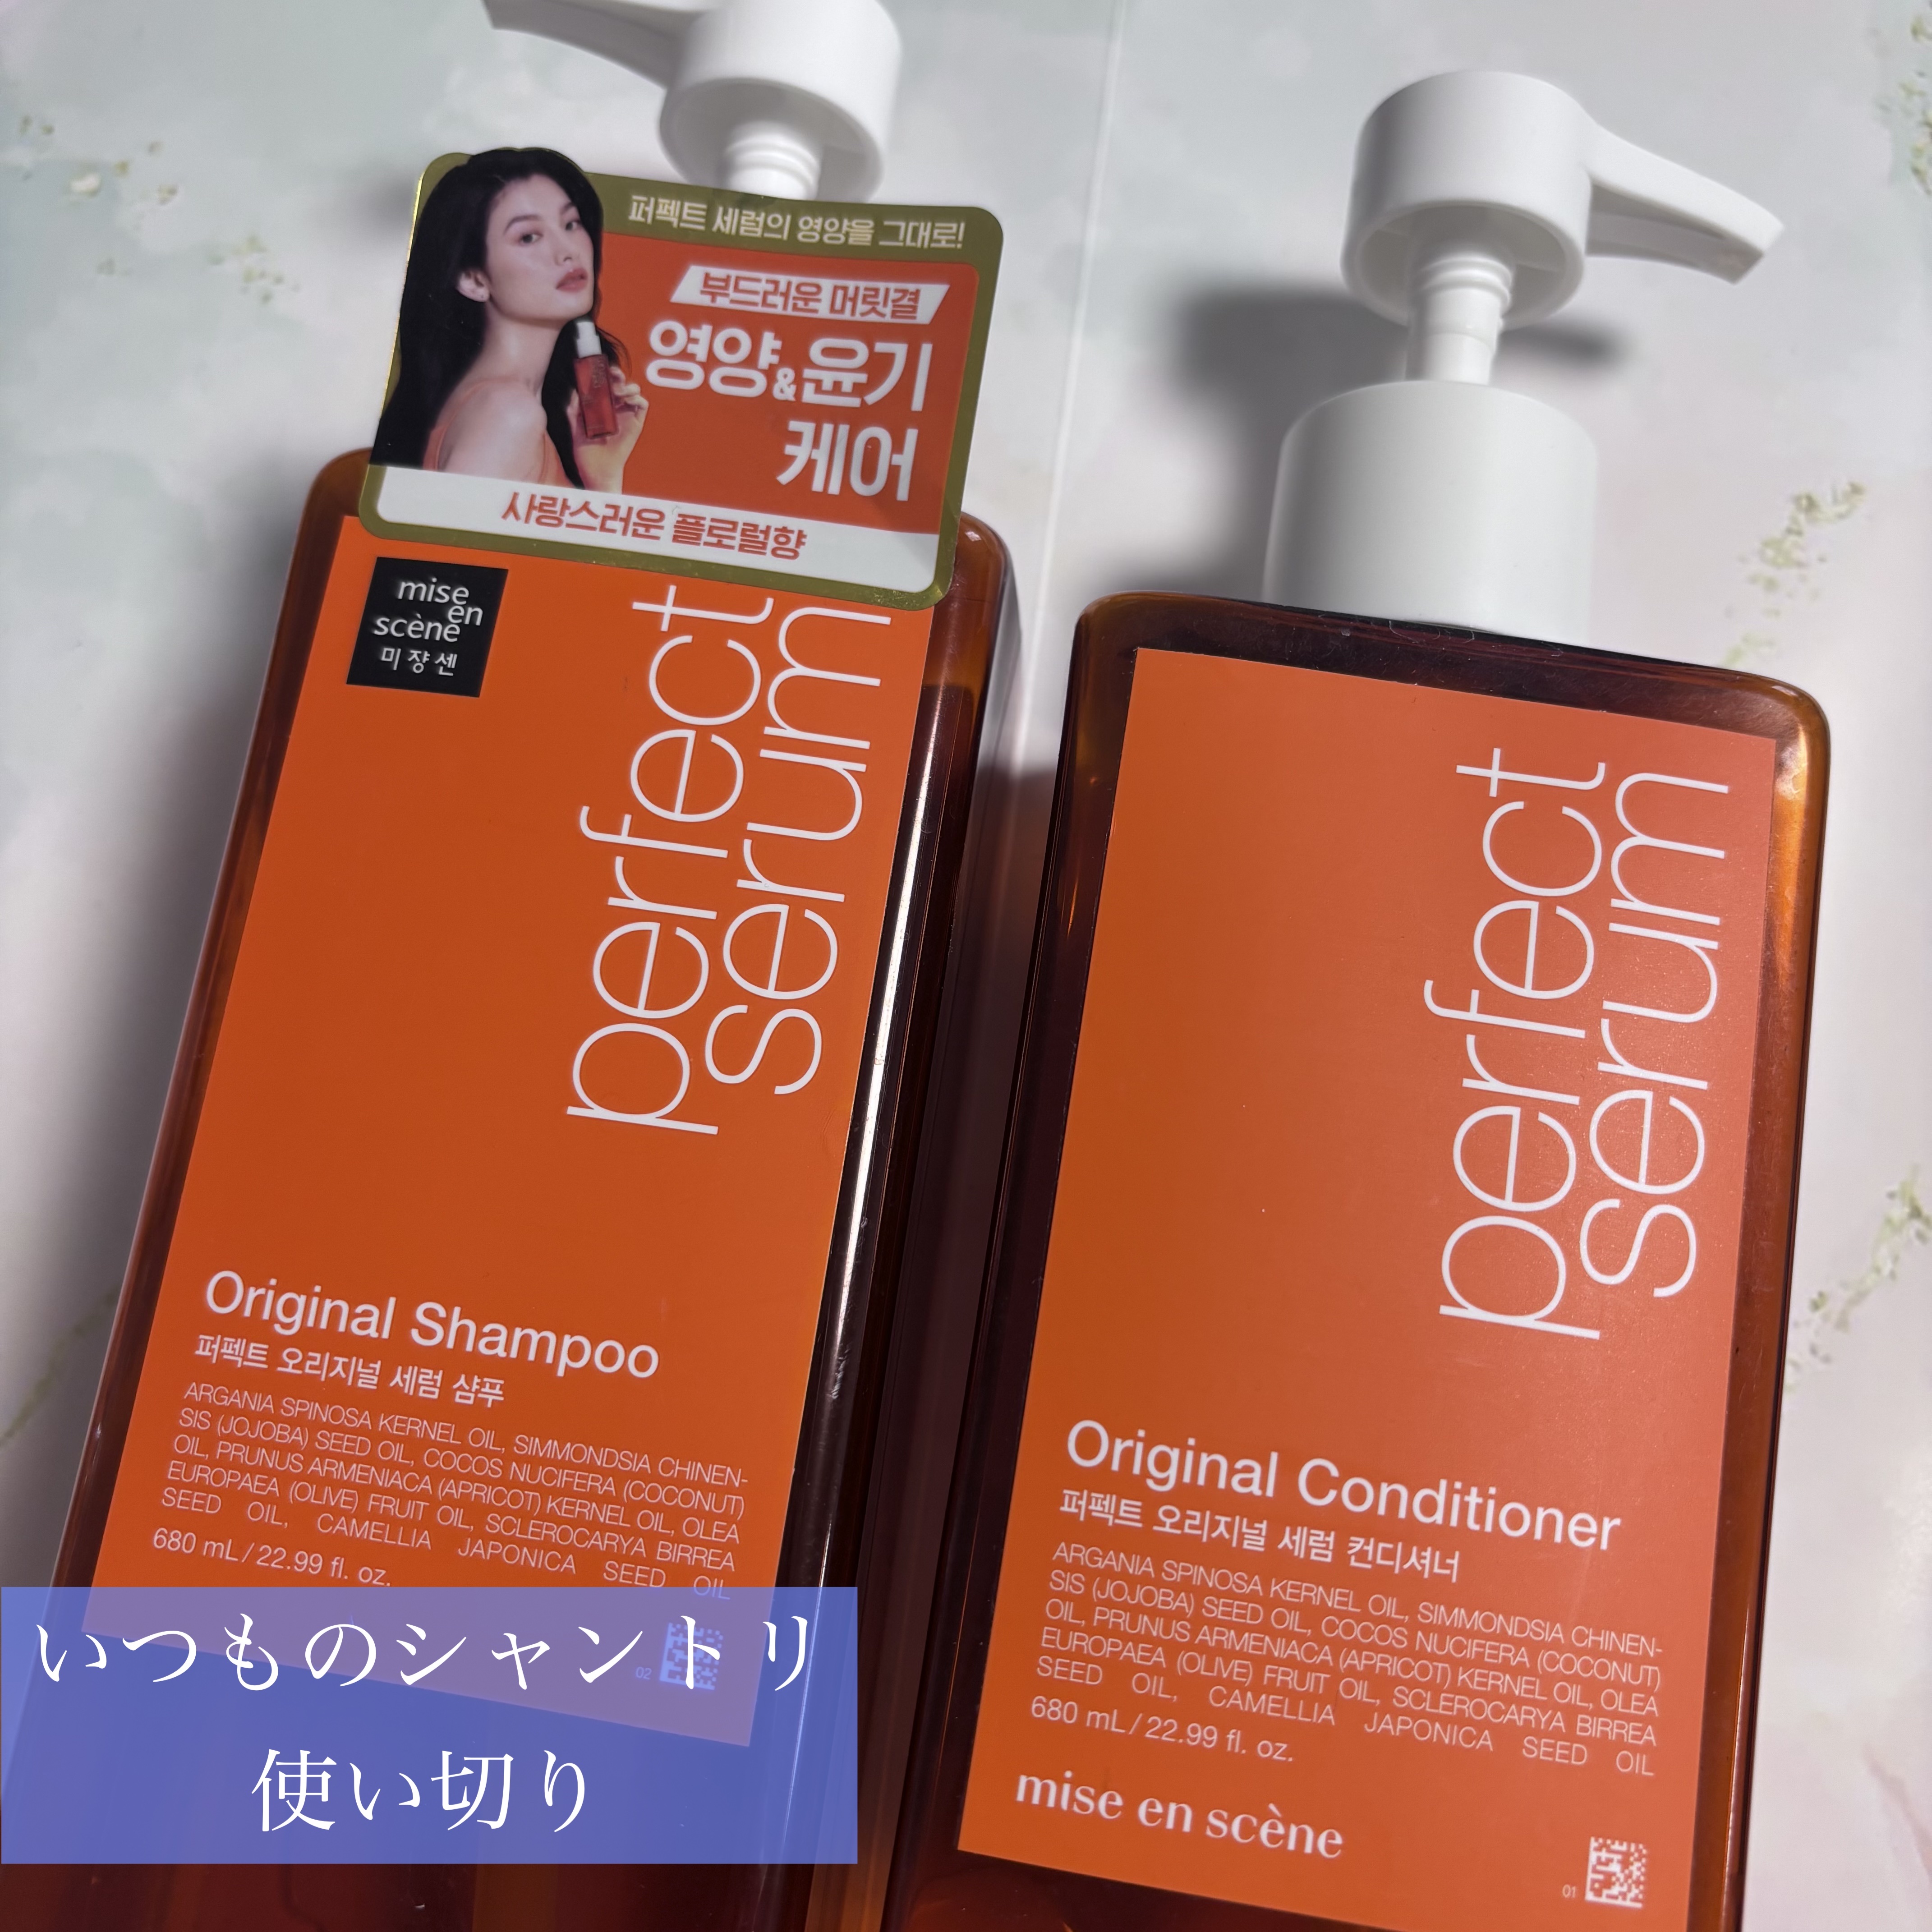 퍼펙트 세럼의 영양을 그대로!
부드러운 머릿결
영양&윤기
케어
사랑스러운 플로럴향
mise
en
scène
미쟝센
perfect
serum
Original Shampoo
퍼펙트 오리지널 세럼 샴푸
ARGANIA SPINOSA KERNEL OIL, SIMMONDSIA CHINEN-
SIS (JOJOBA) SEED OIL, COCOS NUCIFERA (COCONUT)
OIL, PRUNUS ARMENIACA (APRICOT) KERNEL OIL, OLEA
EUROPAEA (OLIVE) FRUIT OIL, SCLEROCARYA BIRREA
SEED OIL, CAMELLIA JAPONICA SEED OIL
680 mL / 22.99 fl. oz.
02
perfect
serum
Original Conditioner
퍼펙트 오리지널 세럼 컨디셔너
ARGANIA SPINOSA KERNEL OIL, SIMMONDSIA CHINEN-
SIS (JOJOBA) SEED OIL, COCOS NUCIFERA (COCONUT)
OIL, PRUNUS ARMENIACA (APRICOT) KERNEL OIL, OLEA
EUROPAEA (OLIVE) FRUIT OIL, SCLEROCARYA BIRREA
SEED OIL, CAMELLIA JAPONICA SEED OIL
680 mL / 22.99 fl. oz.
mise en scène
01
いつものシャントリ
使い切り